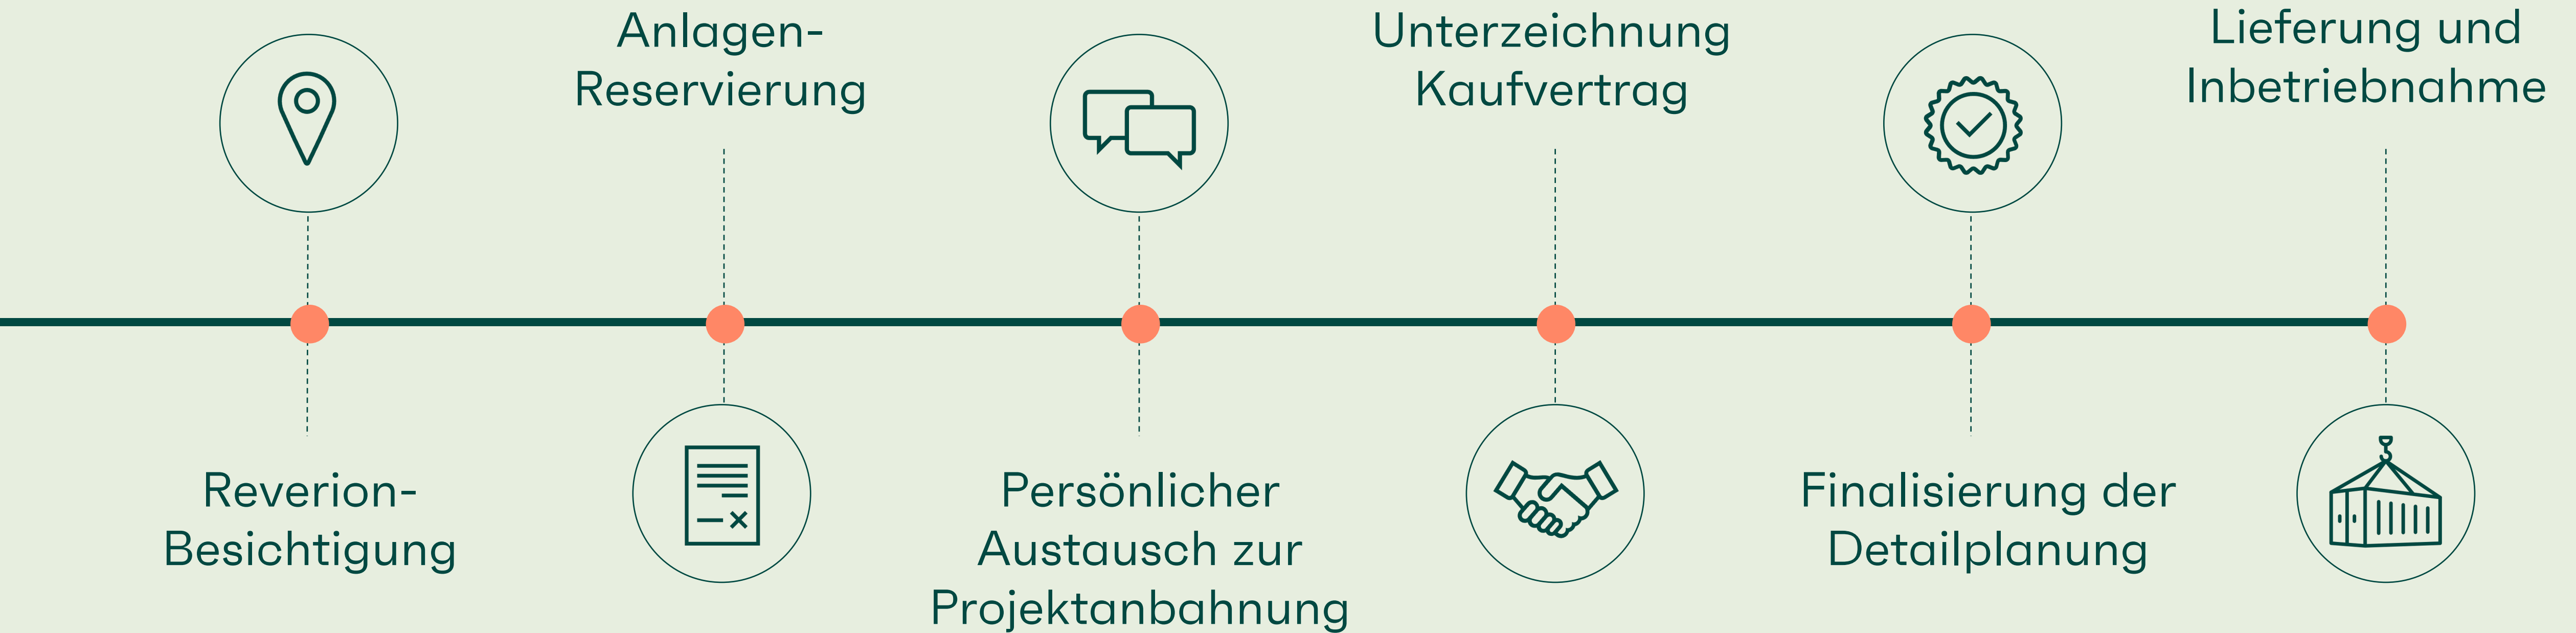 Reverion-
Besichtigung
Anlagen-
Reservierung
Persönlicher
Austausch zur
Projektanbahnung
Unterzeichnung
Kaufvertrag
Finalisierung der
Detailplanung
Lieferung und
Inbetriebnahme